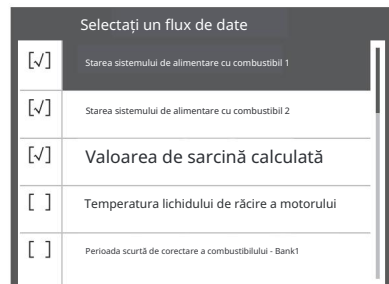 Selectați un flux de date
[√] Starea sistemului de alimentare cu combustibil 1
[√] Starea sistemului de alimentare cu combustibil 2
[√] Valoarea de sarcină calculată
[ ] Temperatura lichidului de răcire a motorului
[ ] Perioada scurtă de corectare a combustibilului - Bank1